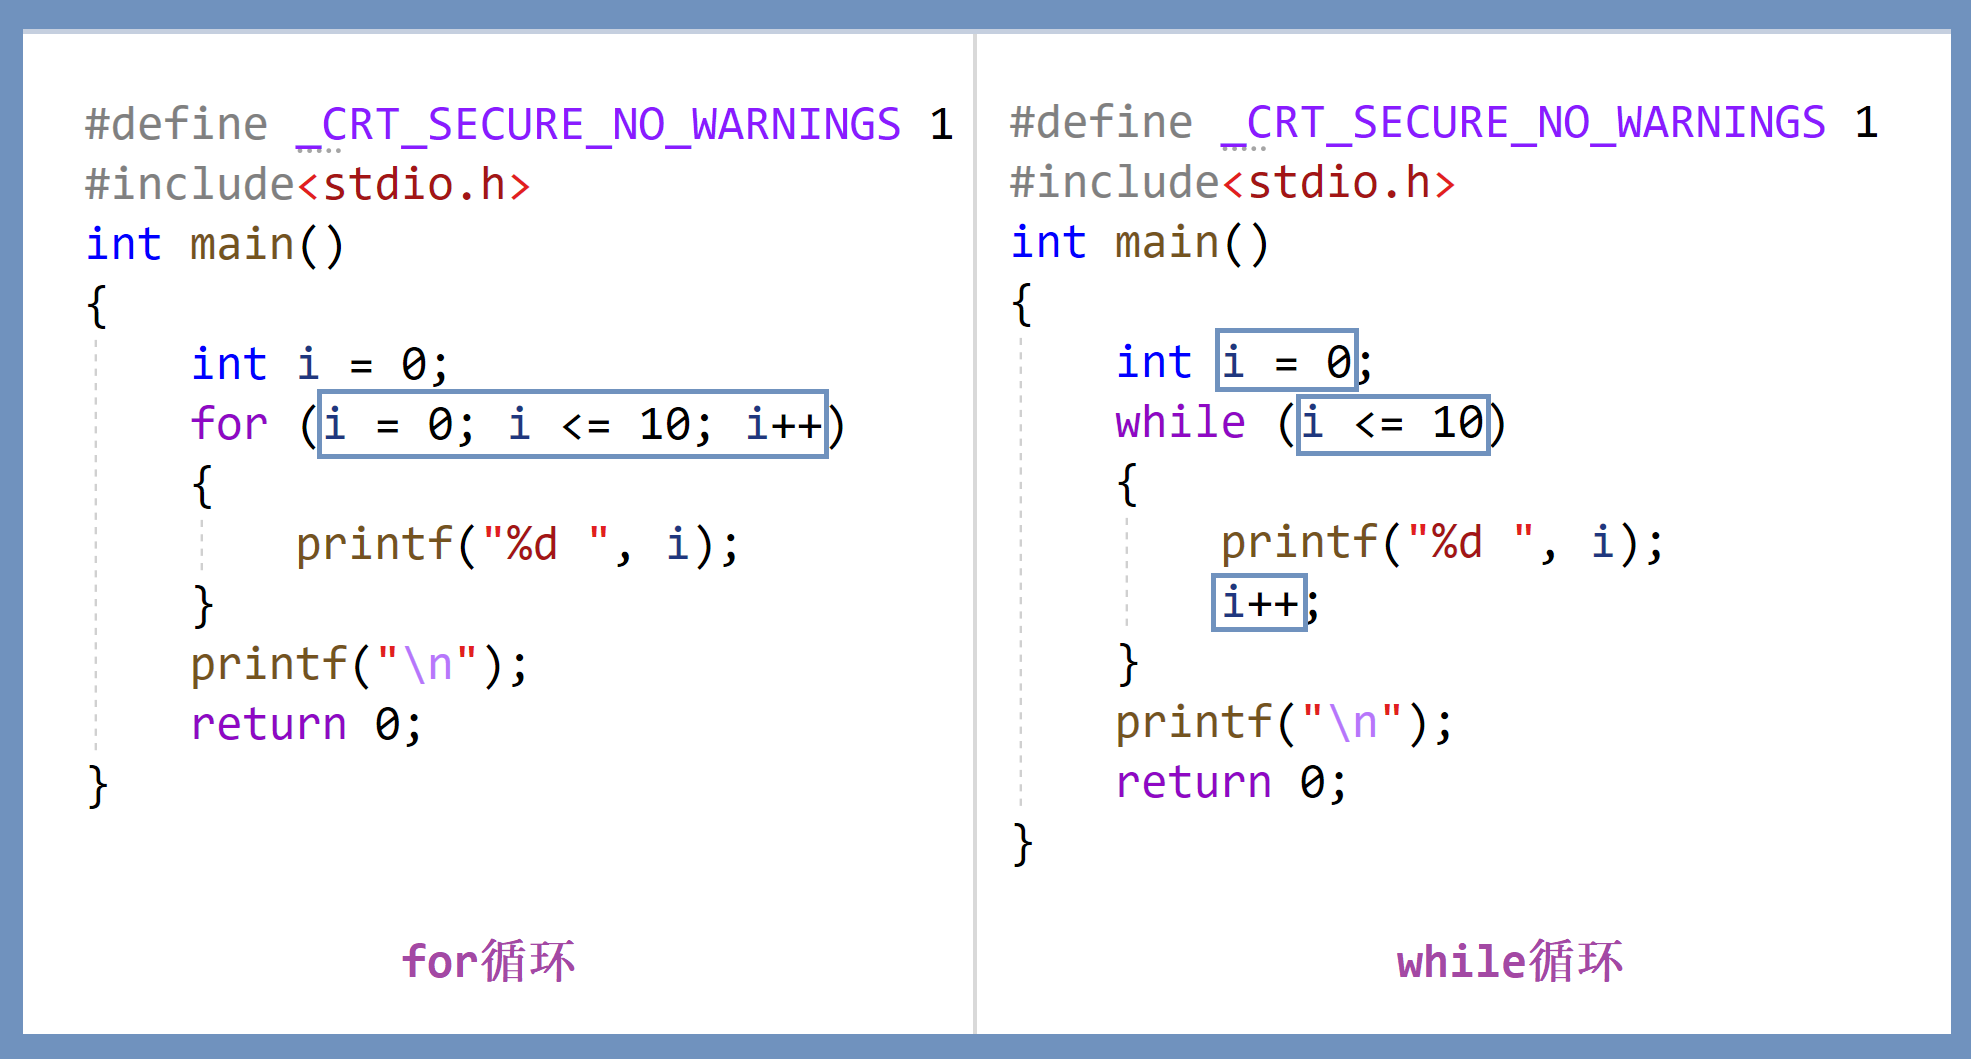 #define _CRT_SECURE_NO_WARNINGS 1
#include<stdio.h>
int main()
{
    int i = 0;
    for (i = 0; i <= 10; i++)
    {
        printf("%d ", i);
    }
    printf("\n");
    return 0;
}
for循环
#define _CRT_SECURE_NO_WARNINGS 1
#include<stdio.h>
int main()
{
    int i = 0;
    while (i <= 10)
    {
        printf("%d ", i);
        i++;
    }
    printf("\n");
    return 0;
}
while循环